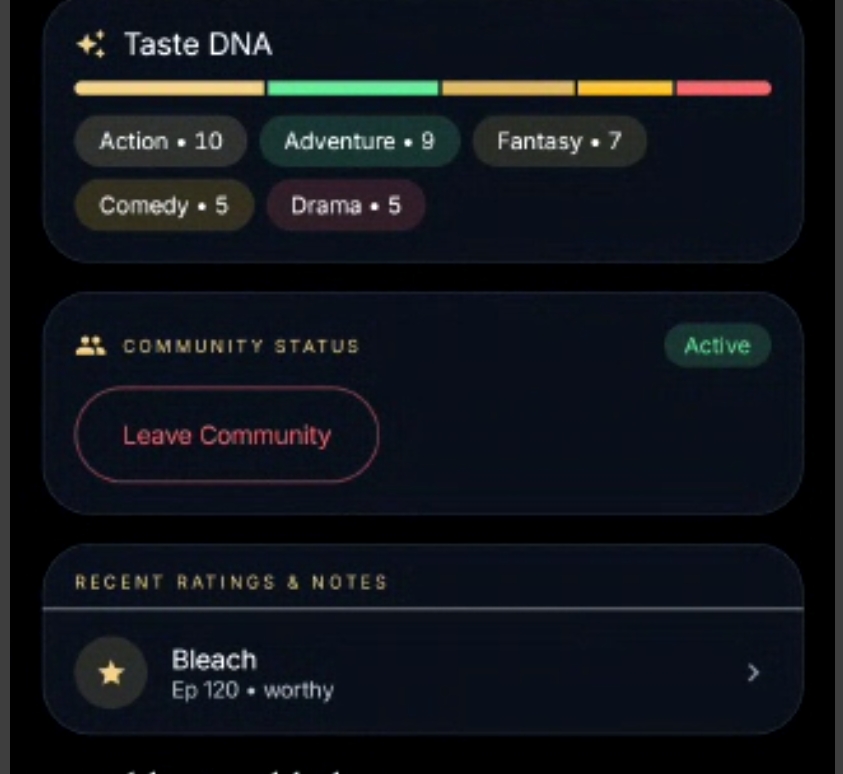 Taste DNA
Action • 10 Adventure • 9 Fantasy • 7
Comedy • 5 Drama • 5
COMMUNITY STATUS Active
Leave Community
RECENT RATINGS & NOTES
Bleach
Ep 120 • worthy